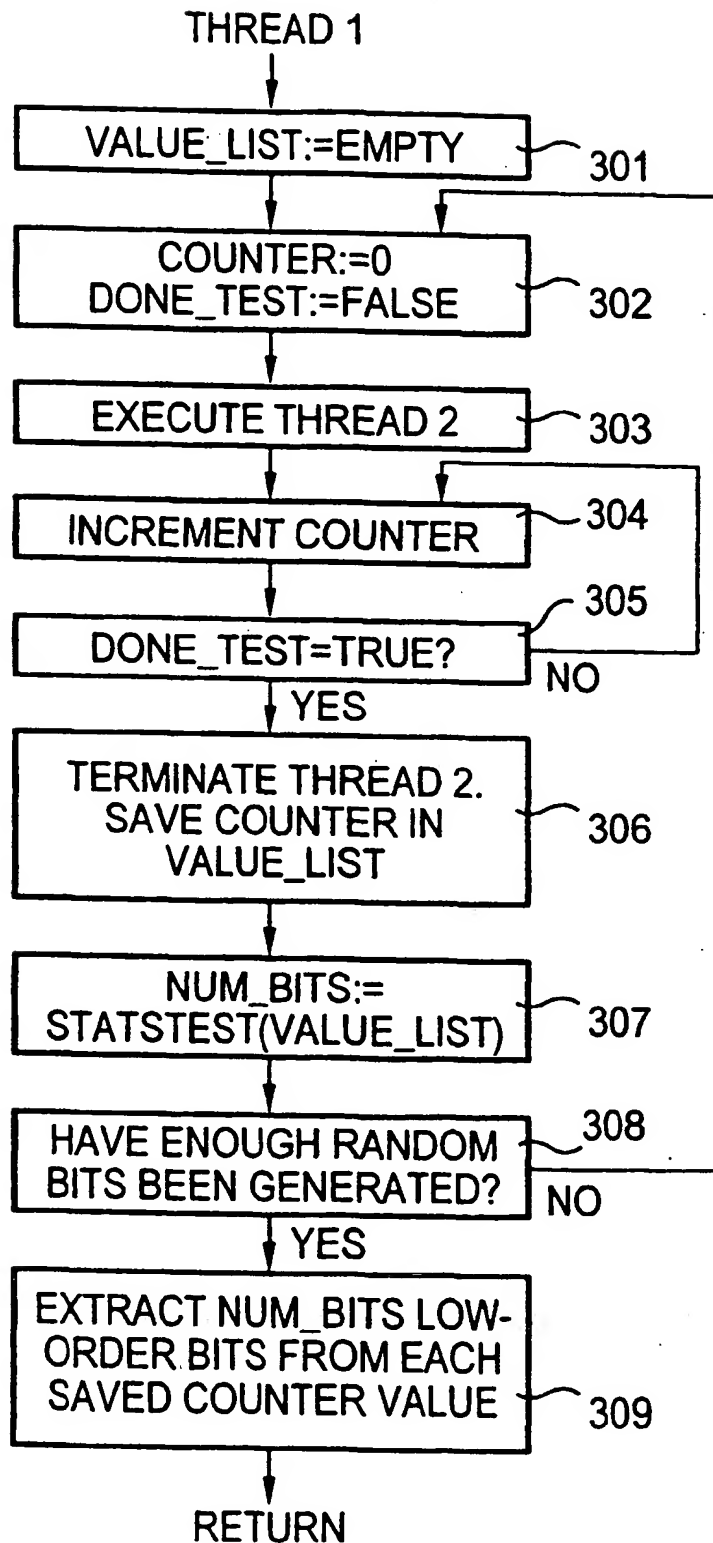 THREAD 1
VALUE_LIST:=EMPTY
301
COUNTER:=0
DONE_TEST:=FALSE
302
EXECUTE THREAD 2
303
INCREMENT COUNTER
304
DONE_TEST=TRUE?
305
NO
YES
TERMINATE THREAD 2.
SAVE COUNTER IN
VALUE_LIST
306
NUM_BITS:=
STATSTEST(VALUE_LIST)
307
HAVE ENOUGH RANDOM
BITS BEEN GENERATED?
308
NO
YES
EXTRACT NUM_BITS LOW-
ORDER BITS FROM EACH
SAVED COUNTER VALUE
309
RETURN